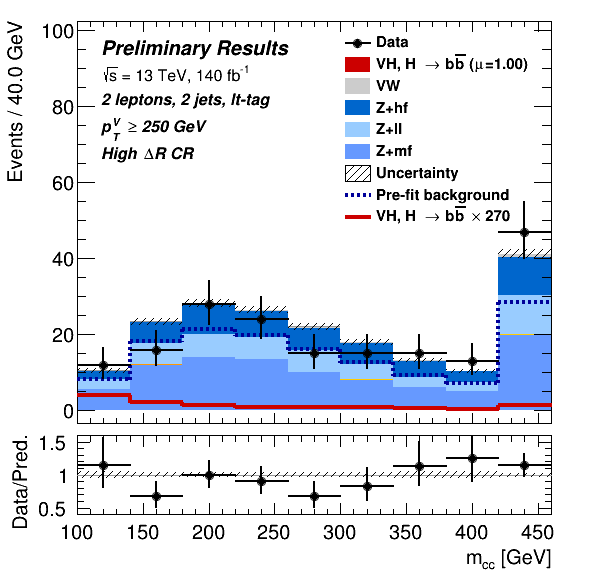 Events / 40.0 GeV
100
80
60
40
20
0
Preliminary Results
√s = 13 TeV, 140 fb⁻¹
2 leptons, 2 jets, lt-tag
p_T^V ≥ 250 GeV
High ΔR CR
Data
VH, H → bb̅ (μ=1.00)
VW
Z+hf
Z+ll
Z+mf
Uncertainty
Pre-fit background
VH, H → bb̅ × 270
Data/Pred.
1.5
1
0.5
100 150 200 250 300 350 400 450
m_cc [GeV]